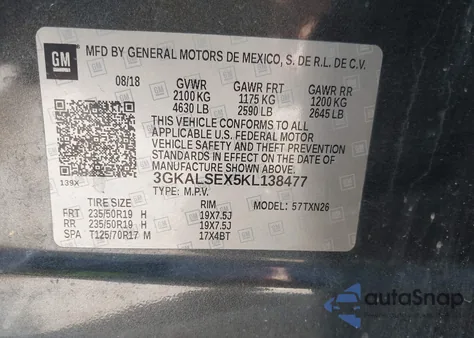 GM
MFD BY GENERAL MOTORS DE MEXICO, S. DE R.L. DE C.V.
08/18 GVWR GAWR FRT GAWR RR
2100 KG 1175 KG 1200 KG
4630 LB 2590 LB 2645 LB
THIS VEHICLE CONFORMS TO ALL
APPLICABLE U.S. FEDERAL MOTOR
VEHICLE SAFETY, BUMPER, AND
THEFT PREVENTION STANDARDS IN
EFFECT ON THE DATE OF
MANUFACTURE SHOWN ABOVE.
139X
3GKALSEX5KL138477
TYPE: M.P.V. MODEL: 57TXN26
TIRE SIZE RIM
FRT 235/50R19 H 19X7.5J
RR 235/50R19 H 19X7.5J
SPA T125/70R17 M 17X4BT
autoSnap